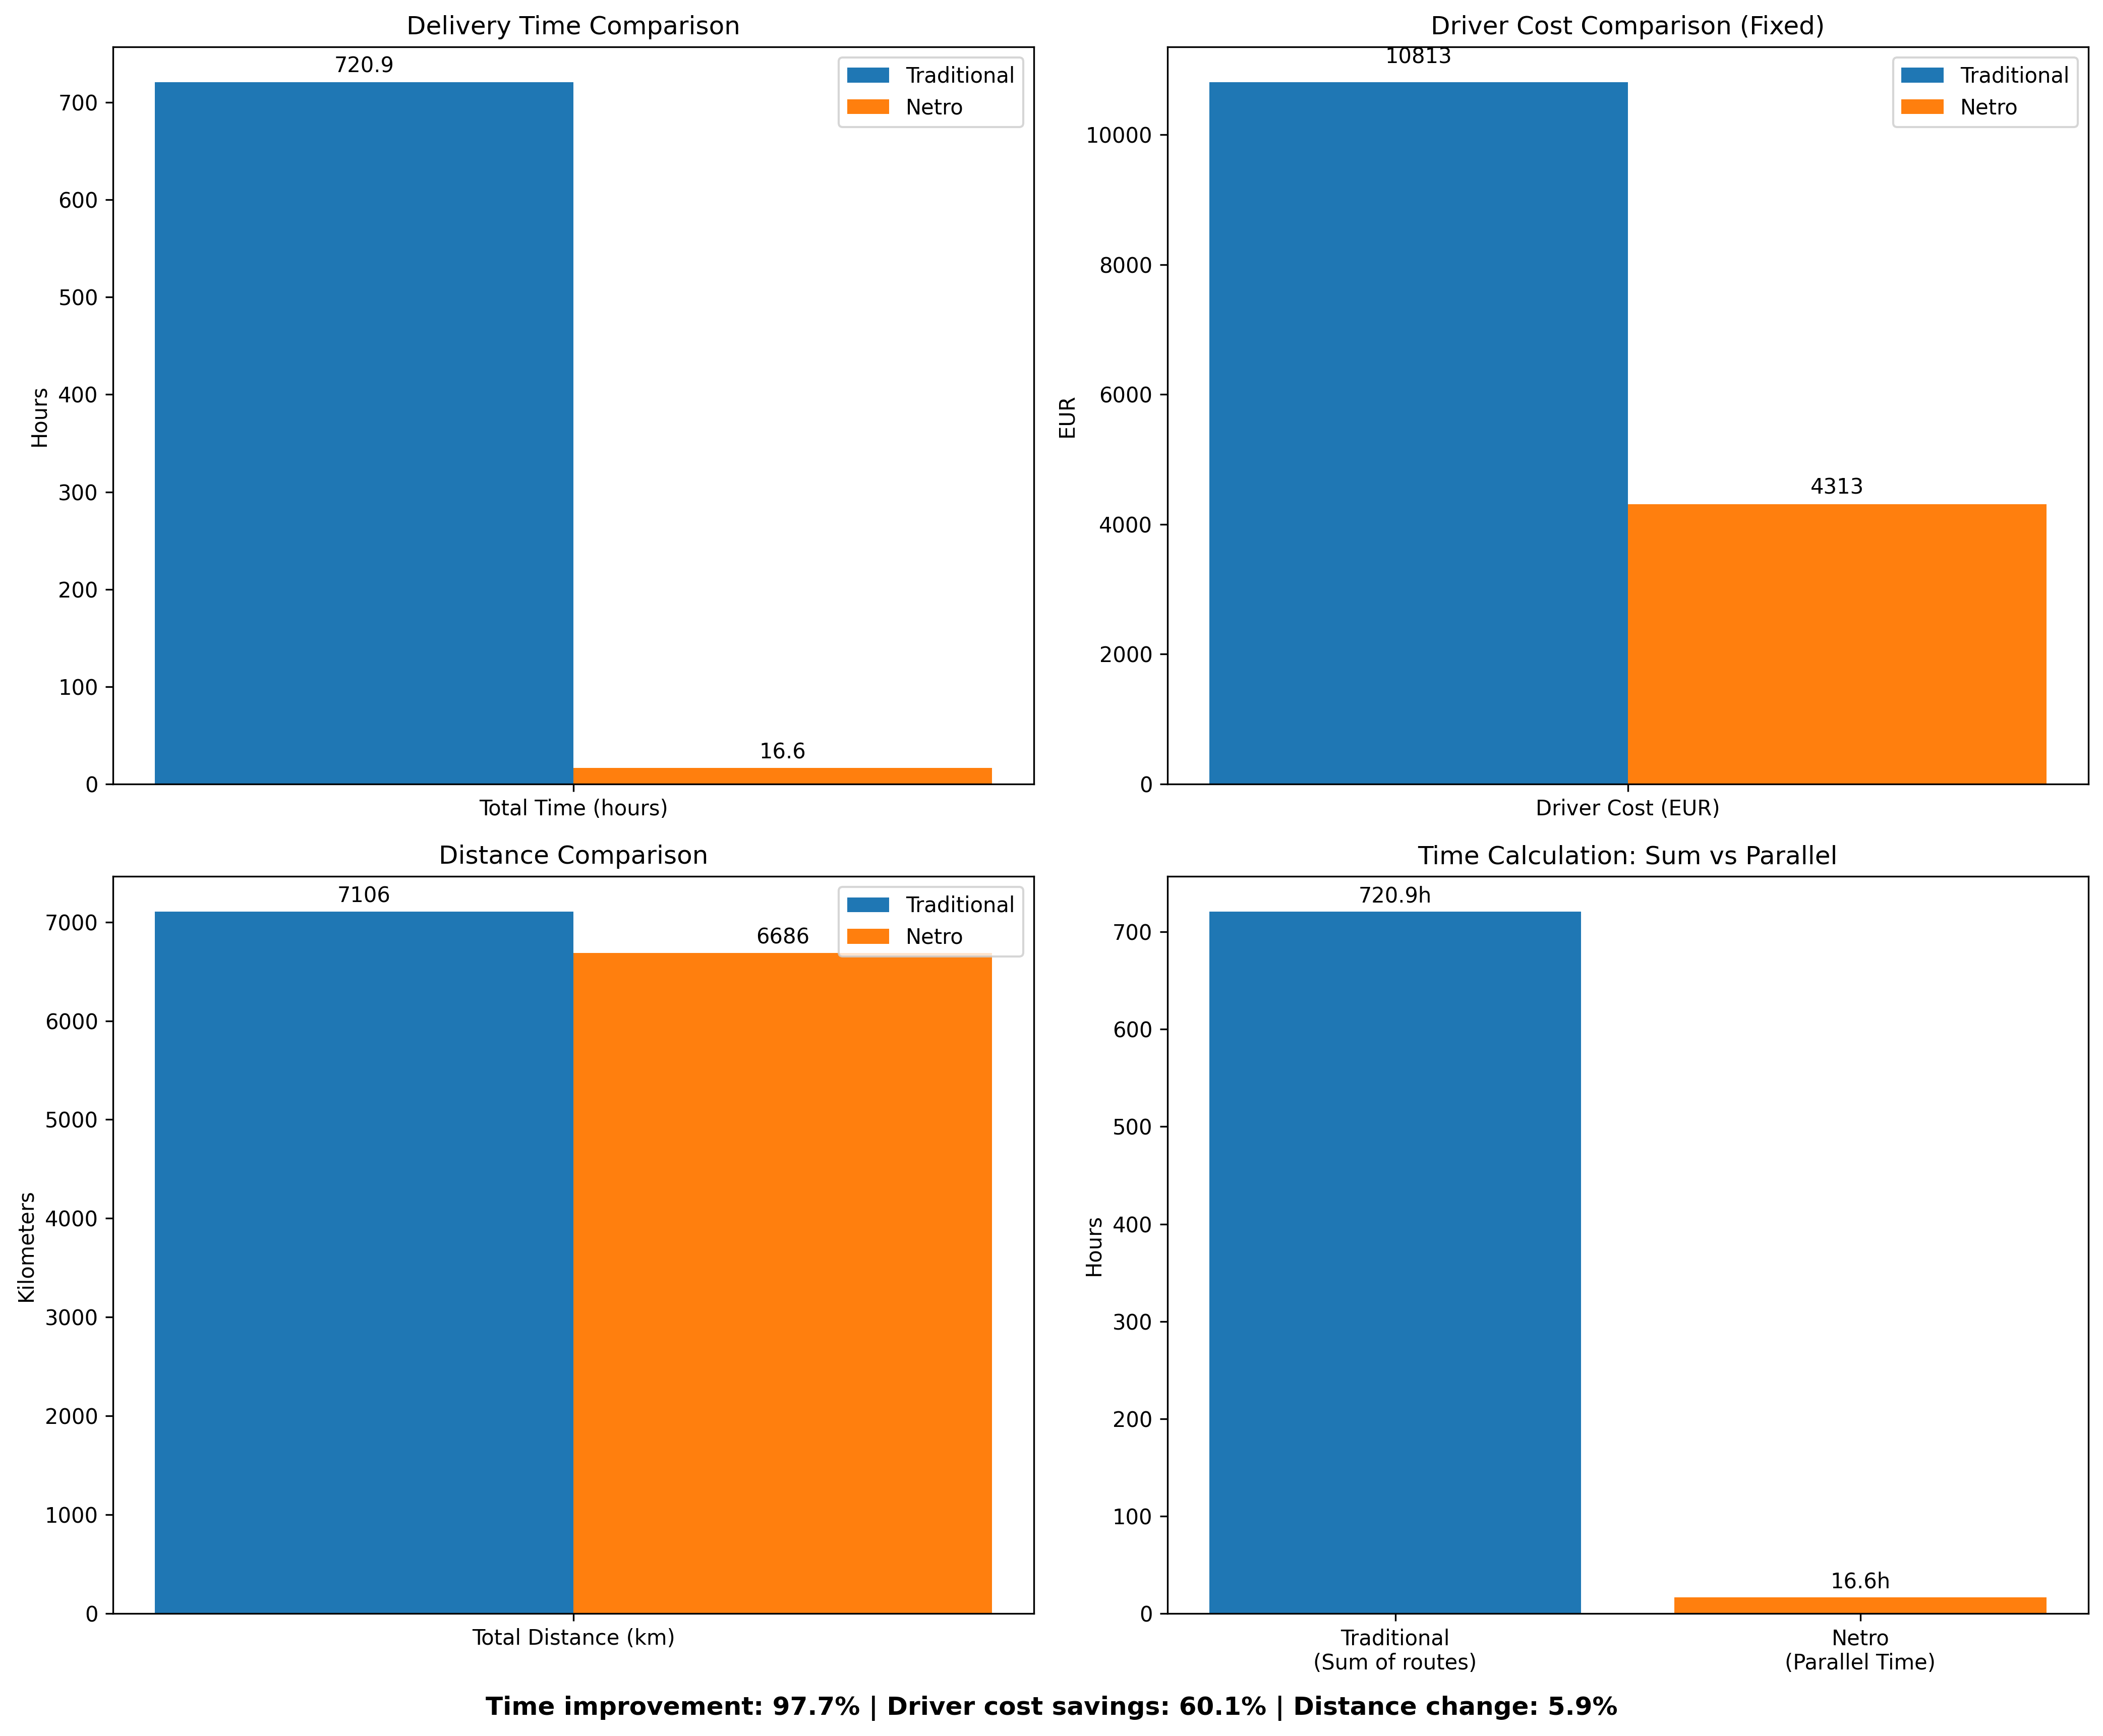 Delivery Time Comparison
720.9
Traditional
Netro
700
600
500
400
300
200
100
0
Hours
16.6
Total Time (hours)
Driver Cost Comparison (Fixed)
10813
Traditional
Netro
10000
8000
6000
4000
2000
0
EUR
4313
Driver Cost (EUR)
Distance Comparison
7106
6686
Traditional
Netro
7000
6000
5000
4000
3000
2000
1000
0
Kilometers
Total Distance (km)
Time Calculation: Sum vs Parallel
720.9h
700
600
500
400
300
200
100
0
Hours
16.6h
Traditional
(Sum of routes)
Netro
(Parallel Time)
Time improvement: 97.7% | Driver cost savings: 60.1% | Distance change: 5.9%